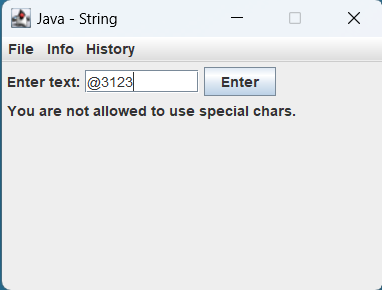 Java - String
File Info History
Enter text: @3123 Enter
You are not allowed to use special chars.